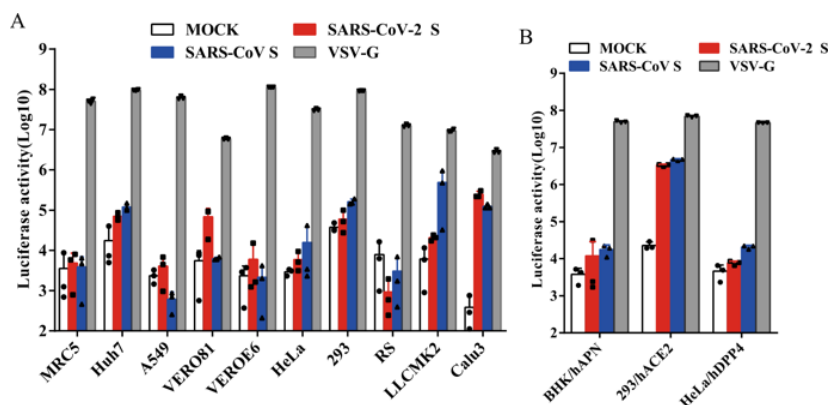 A
MOCK
SARS-CoV-2 S
SARS-CoV S
VSV-G
Luciferase activity(Log10)
9
8
7
6
5
4
3
2
MRC5
Huh7
A549
VERO81
VEROE6
HeLa
293
RS
LLCMK2
Calu3
B
MOCK
SARS-CoV-2 S
SARS-CoV S
VSV-G
Luciferase activity(Log10)
9
8
7
6
5
4
3
2
BHK/hAPN
293/hACE2
HeLa/hDPP4